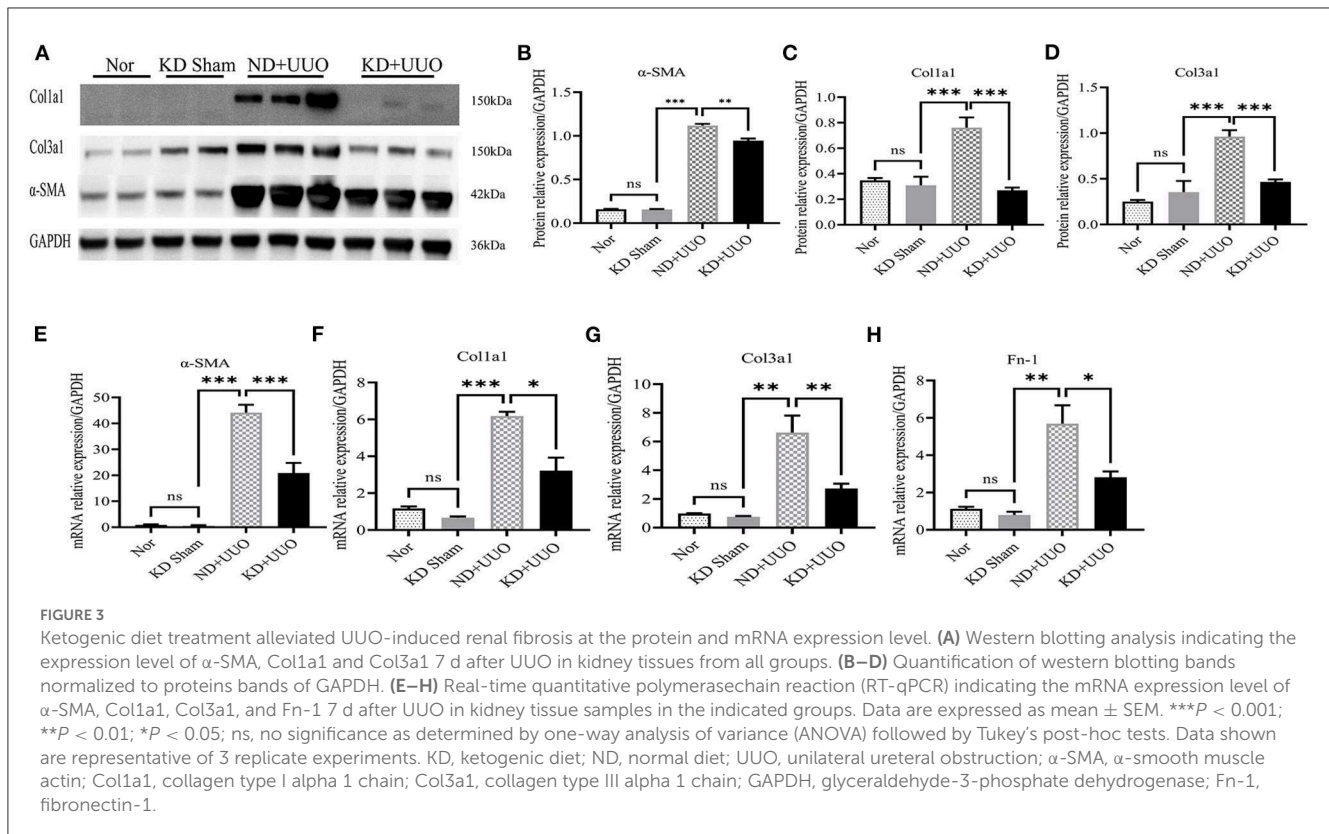 A
Nor KD Sham ND+UUO KD+UUO
Col1a1 150kDa
Col3a1 150kDa
α-SMA 42kDa
GAPDH 36kDa
B
α-SMA
Protein relative expression/GAPDH
1.5
1.0
0.5
0.0
ns
***
**
Nor
KD Sham
ND+UUO
KD+UUO
C
Col1a1
Protein relative expression/GAPDH
1.0
0.8
0.6
0.4
0.2
0.0
ns
***
***
Nor
KD Sham
ND+UUO
KD+UUO
D
Col3a1
Protein relative expression/GAPDH
1.5
1.0
0.5
0.0
ns
***
***
Nor
KD Sham
ND+UUO
KD+UUO
E
α-SMA
mRNA relative expression/GAPDH
50
40
30
20
10
0
ns
***
***
Nor
KD Sham
ND+UUO
KD+UUO
F
Col1a1
mRNA relative expression/GAPDH
8
6
4
2
0
ns
***
*
Nor
KD Sham
ND+UUO
KD+UUO
G
Col3a1
mRNA relative expression/GAPDH
10
8
6
4
2
0
ns
**
**
Nor
KD Sham
ND+UUO
KD+UUO
H
Fn-1
mRNA relative expression/GAPDH
8
6
4
2
0
ns
**
*
Nor
KD Sham
ND+UUO
KD+UUO
FIGURE 3
Ketogenic diet treatment alleviated UUO-induced renal fibrosis at the protein and mRNA expression level. (A) Western blotting analysis indicating the
expression level of α-SMA, Col1a1 and Col3a1 7 d after UUO in kidney tissues from all groups. (B–D) Quantification of western blotting bands
normalized to proteins bands of GAPDH. (E–H) Real-time quantitative polymerasechain reaction (RT-qPCR) indicating the mRNA expression level of
α-SMA, Col1a1, Col3a1, and Fn-1 7 d after UUO in kidney tissue samples in the indicated groups. Data are expressed as mean ± SEM. ***P < 0.001;
**P < 0.01; *P < 0.05; ns, no significance as determined by one-way analysis of variance (ANOVA) followed by Tukey's post-hoc tests. Data shown
are representative of 3 replicate experiments. KD, ketogenic diet; ND, normal diet; UUO, unilateral ureteral obstruction; α-SMA, α-smooth muscle
actin; Col1a1, collagen type I alpha 1 chain; Col3a1, collagen type III alpha 1 chain; GAPDH, glyceraldehyde-3-phosphate dehydrogenase; Fn-1,
fibronectin-1.